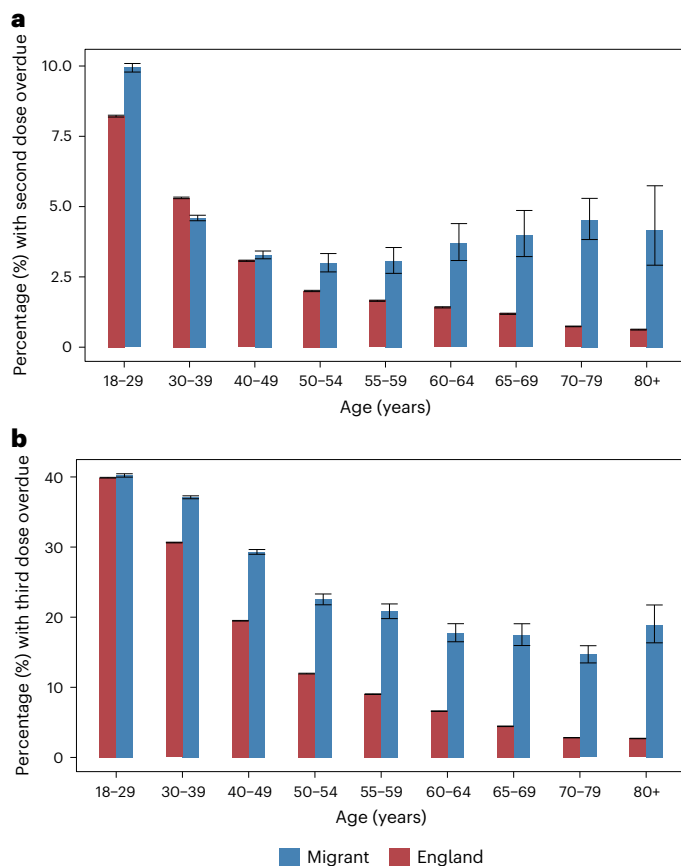 a
Percentage (%) with second dose overdue
10.0
7.5
5.0
2.5
0
18–29 30–39 40–49 50–54 55–59 60–64 65–69 70–79 80+
Age (years)
b
Percentage (%) with third dose overdue
40
30
20
10
0
18–29 30–39 40–49 50–54 55–59 60–64 65–69 70–79 80+
Age (years)
Migrant England